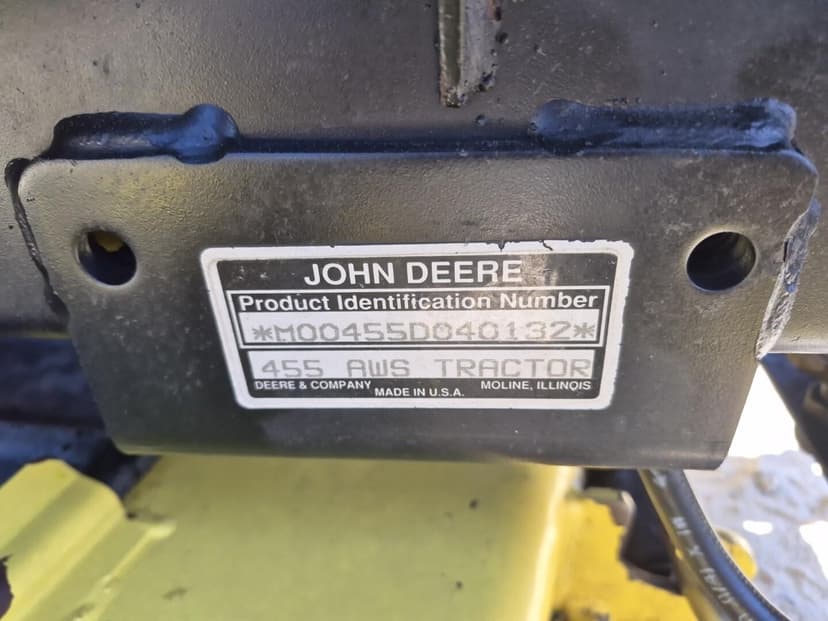 JOHN DEERE
Product Identification Number
*M00455D040132*
455 AWS TRACTOR
DEERE & COMPANY MADE IN U.S.A. MOLINE, ILLINOIS